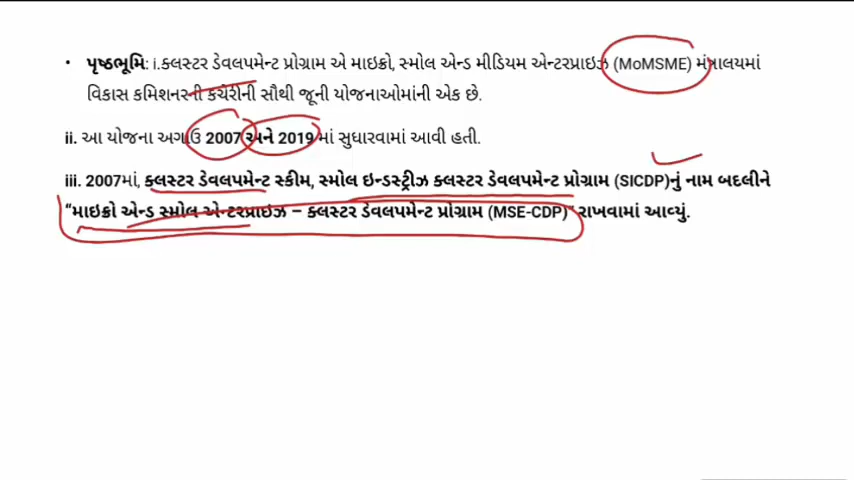 • પૃષ્ઠભૂમિ: i.ક્લસ્ટર ડેવલપમેન્ટ પ્રોગ્રામ એ માઇક્રો, સ્મોલ એન્ડ મીડિયમ એન્ટરપ્રાઇઝ (MoMSME) મંત્રાલયમાં
વિકાસ કમિશનરની કચેરીની સૌથી જૂની યોજનાઓમાંની એક છે.
ii. આ યોજના અગાઉ 2007 અને 2019 માં સુધારવામાં આવી હતી.
iii. 2007માં, ક્લસ્ટર ડેવલપમેન્ટ સ્કીમ, સ્મોલ ઇન્ડસ્ટ્રીઝ ક્લસ્ટર ડેવલપમેન્ટ પ્રોગ્રામ (SICDP)નું નામ બદલીને
“માઇક્રો એન્ડ સ્મોલ એન્ટરપ્રાઇઝ – ક્લસ્ટર ડેવલપમેન્ટ પ્રોગ્રામ (MSE-CDP)” રાખવામાં આવ્યું.